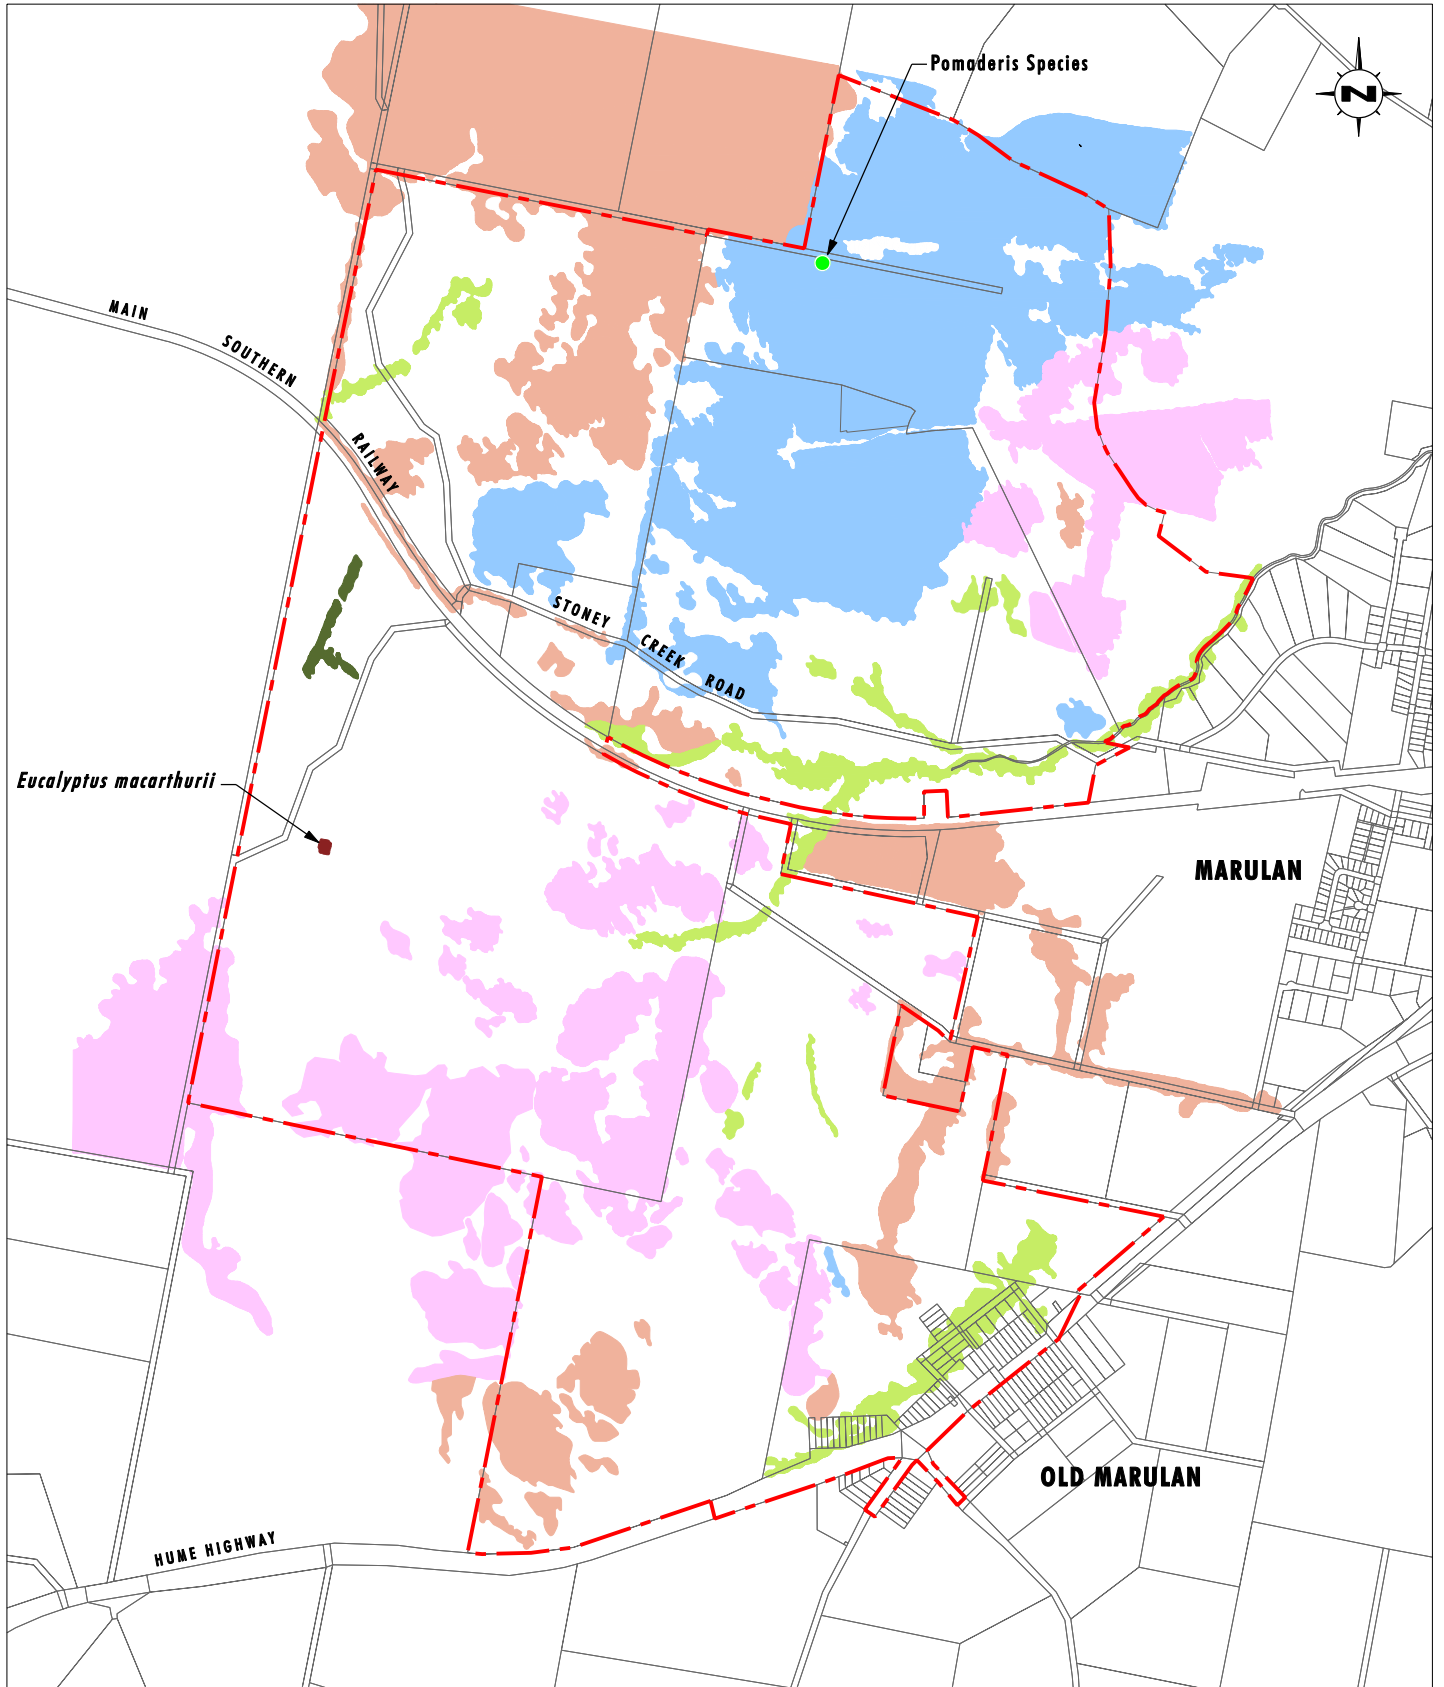 Pomaderis Species
N
MAIN SOUTHERN RAILWAY
STONEY CREEK ROAD
Eucalyptus macarthurii
MARULAN
OLD MARULAN
HUME HIGHWAY